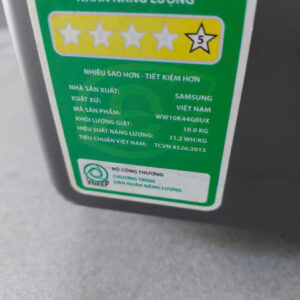 NHÃN NĂNG LƯỢNG
5
NHIỀU SAO HƠN - TIẾT KIỆM HƠN
NHÀ SẢN XUẤT: SAMSUNG
XUẤT XỨ: VIỆT NAM
MÃ SẢN PHẨM: WW10K44G0UX
KHỐI LƯỢNG GIẶT: 10.0 KG
HIỆU SUẤT NĂNG LƯỢNG: 31.2 WH/KG
TIÊU CHUẨN VIỆT NAM: TCVN 8526:2013
BỘ CÔNG THƯƠNG
CHƯƠNG TRÌNH
DÁN NHÃN NĂNG LƯỢNG